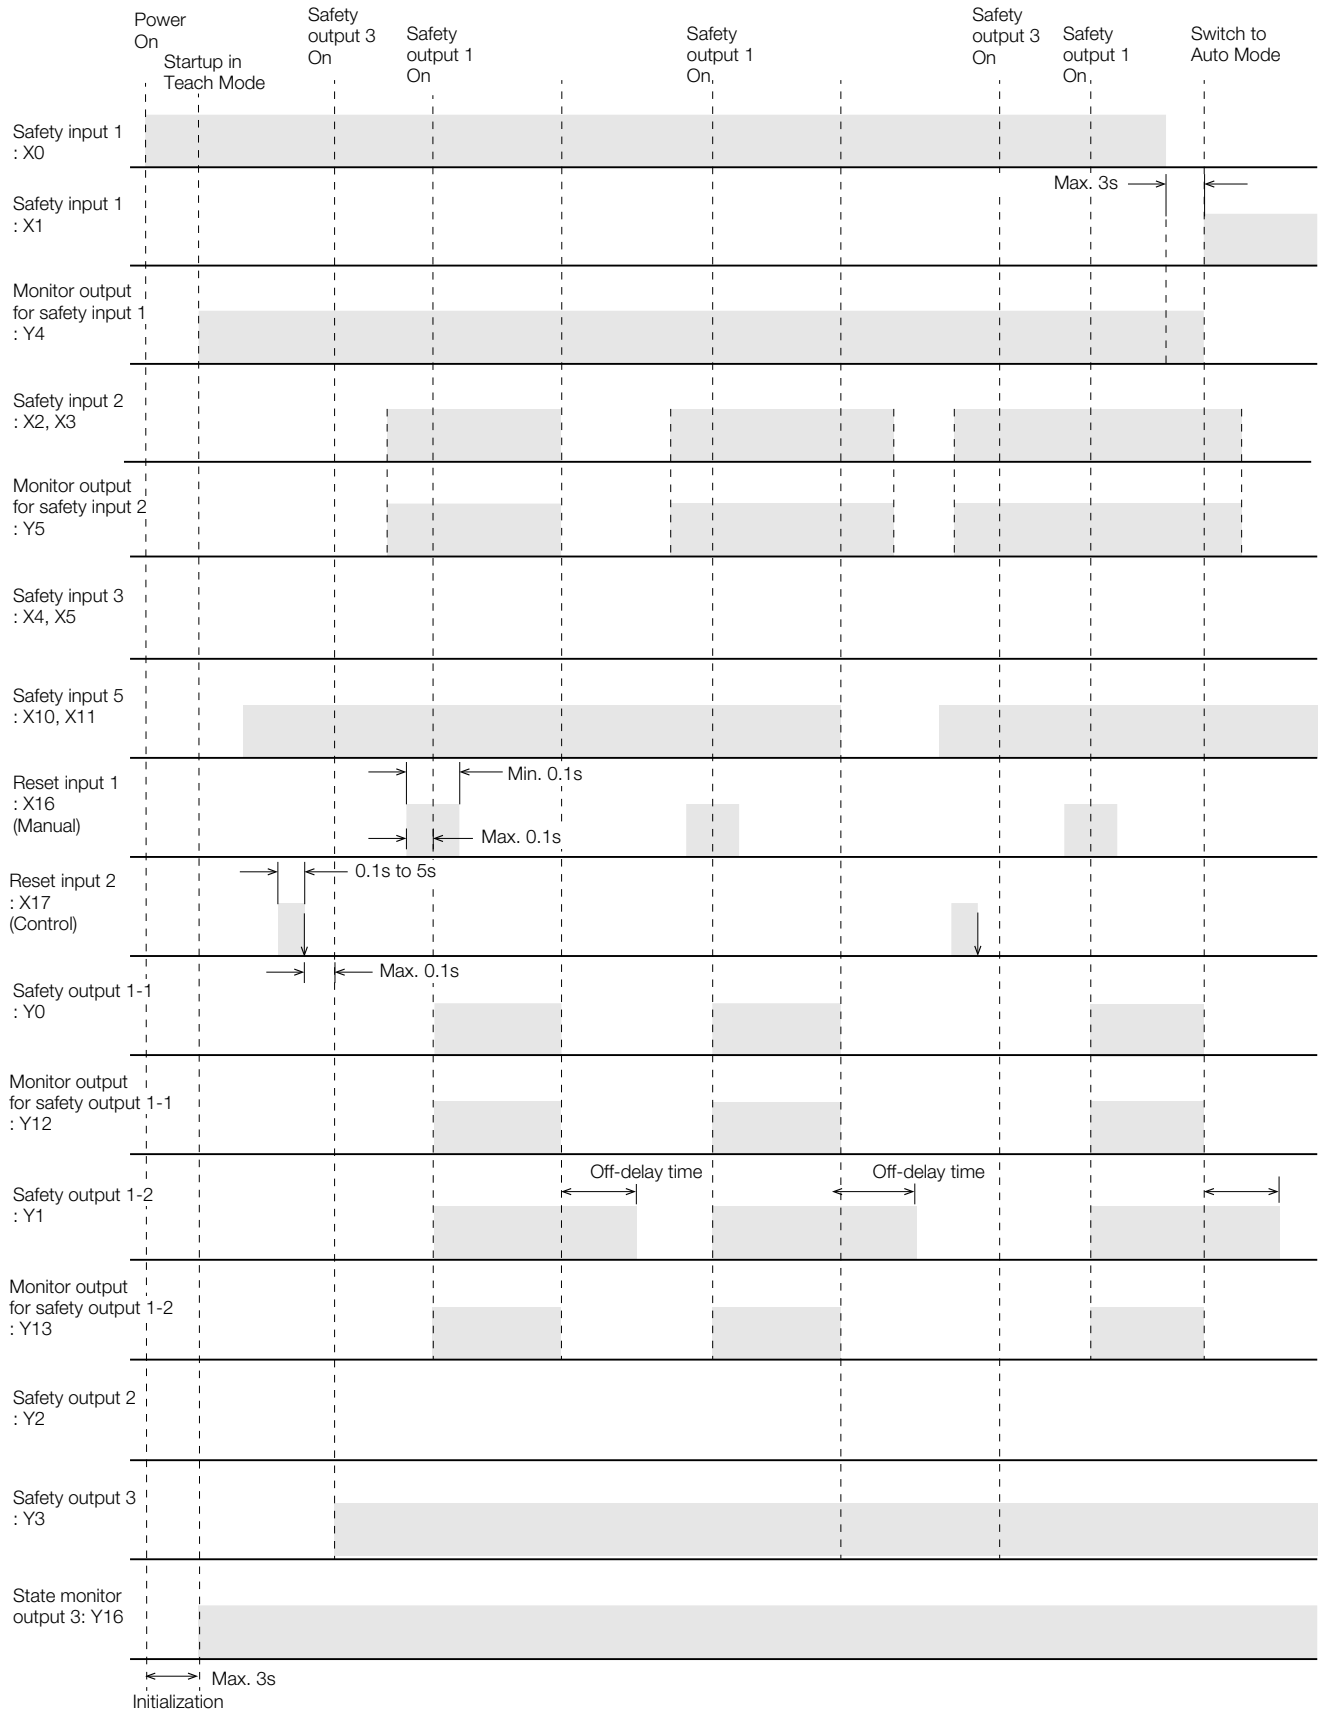 Power
On
Startup in
Teach Mode
Safety
output 3
On
Safety
output 1
On
Safety
output 1
On
Safety
output 3
On
Safety
output 1
On
Switch to
Auto Mode
Safety input 1
: X0
Max. 3s
Safety input 1
: X1
Monitor output
for safety input 1
: Y4
Safety input 2
: X2, X3
Monitor output
for safety input 2
: Y5
Safety input 3
: X4, X5
Safety input 5
: X10, X11
Reset input 1
: X16
(Manual)
Min. 0.1s
Max. 0.1s
Reset input 2
: X17
(Control)
0.1s to 5s
Max. 0.1s
Safety output 1-1
: Y0
Monitor output
for safety output 1-1
: Y12
Safety output 1-2
: Y1
Off-delay time
Off-delay time
Monitor output
for safety output 1-2
: Y13
Safety output 2
: Y2
Safety output 3
: Y3
State monitor
output 3: Y16
Max. 3s
Initialization